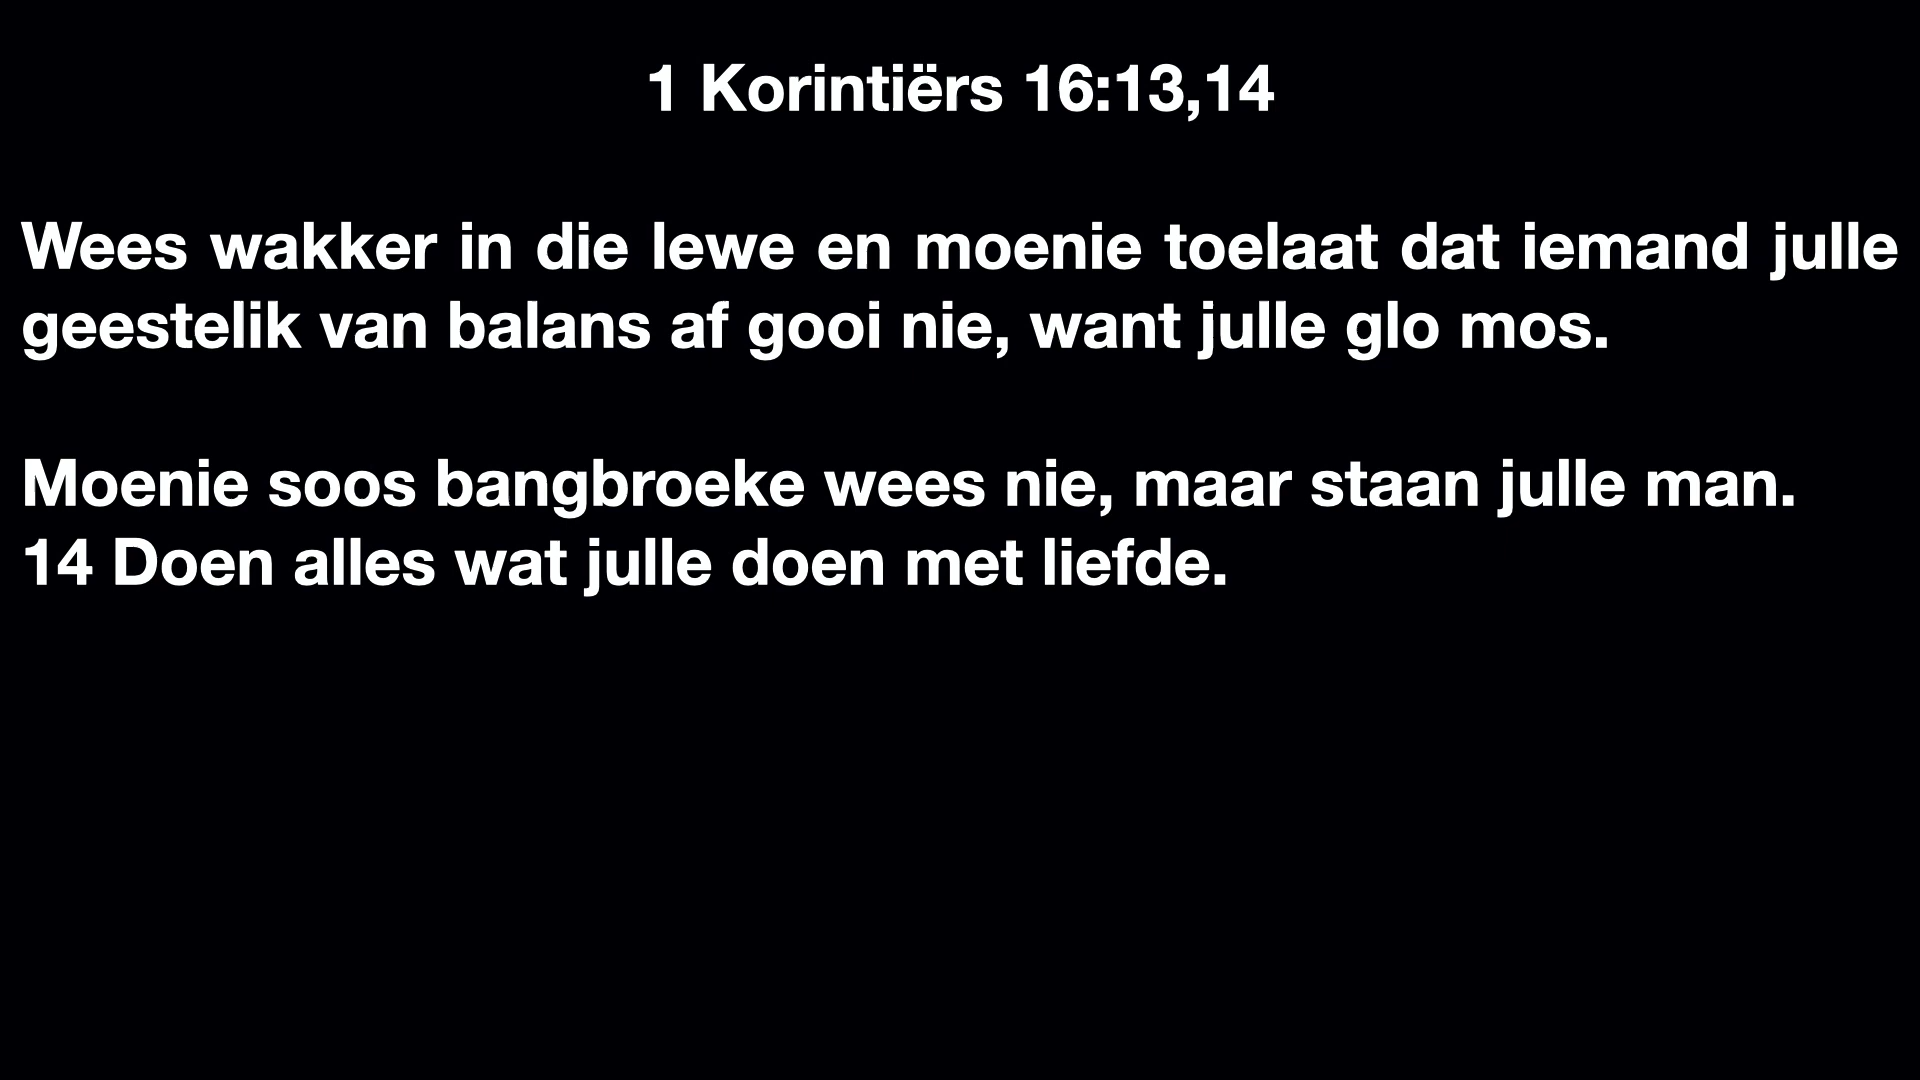 1 Korintiërs 16:13,14
Wees wakker in die lewe en moenie toelaat dat iemand julle
geestelik van balans af gooi nie, want julle glo mos.
Moenie soos bangbroeke wees nie, maar staan julle man.
14 Doen alles wat julle doen met liefde.